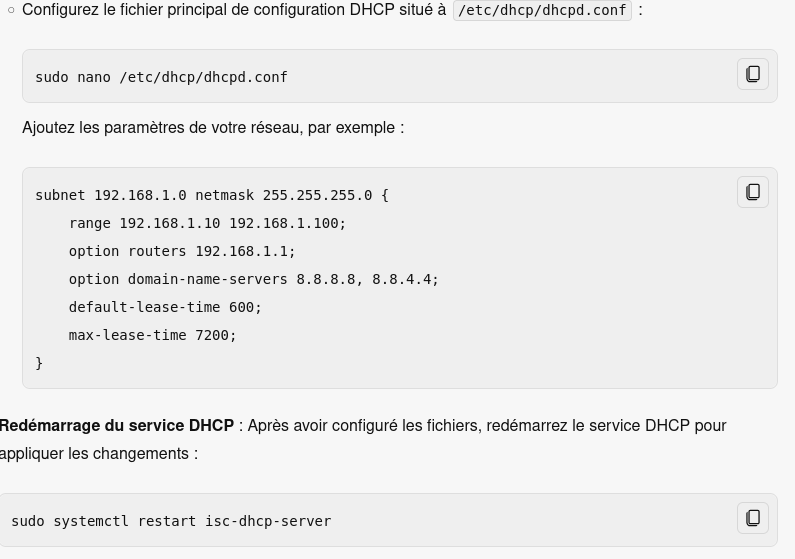 Configurez le fichier principal de configuration DHCP situé à /etc/dhcp/dhcpd.conf :
sudo nano /etc/dhcp/dhcpd.conf
Ajoutez les paramètres de votre réseau, par exemple :
subnet 192.168.1.0 netmask 255.255.255.0 {
    range 192.168.1.10 192.168.1.100;
    option routers 192.168.1.1;
    option domain-name-servers 8.8.8.8, 8.8.4.4;
    default-lease-time 600;
    max-lease-time 7200;
}
Redémarrage du service DHCP : Après avoir configuré les fichiers, redémarrez le service DHCP pour
appliquer les changements :
sudo systemctl restart isc-dhcp-server